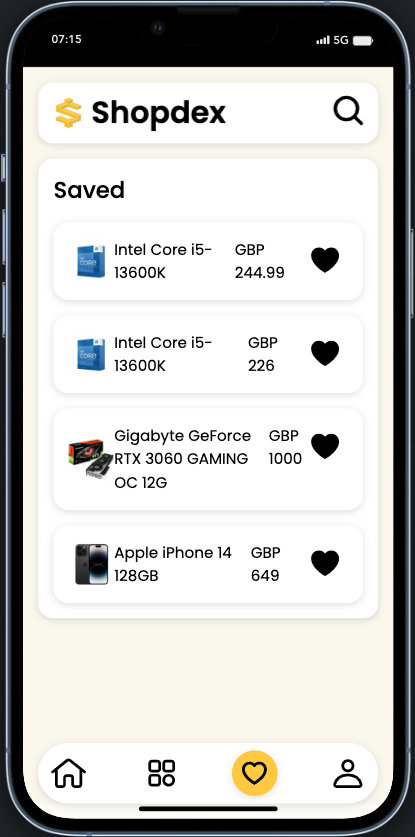 07:15 5G
Shopdex
Saved
Intel Core i5- GBP
13600K 244.99
Intel Core i5- GBP
13600K 226
Gigabyte GeForce GBP
RTX 3060 GAMING 1000
OC 12G
Apple iPhone 14 GBP
128GB 649